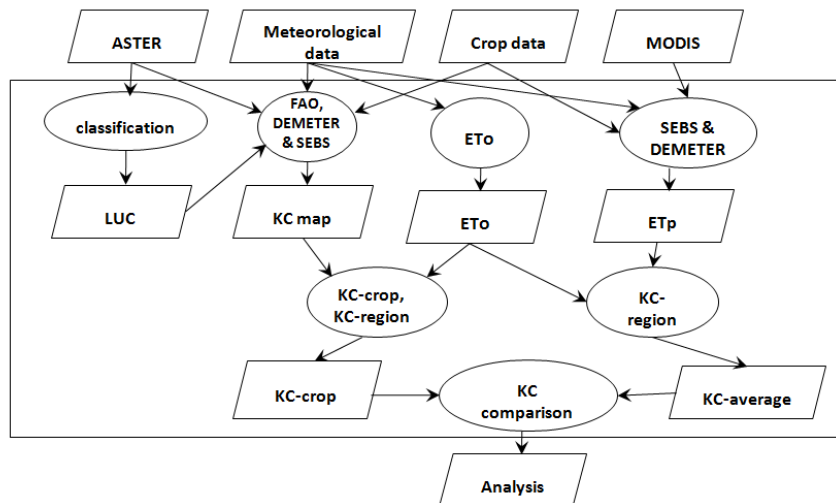 ASTER
Meteorological
data
Crop data
MODIS
classification
FAO,
DEMETER
& SEBS
ETo
SEBS &
DEMETER
LUC
KC map
ETo
ETp
KC-crop,
KC-region
KC-
region
KC-crop
KC
comparison
KC-average
Analysis